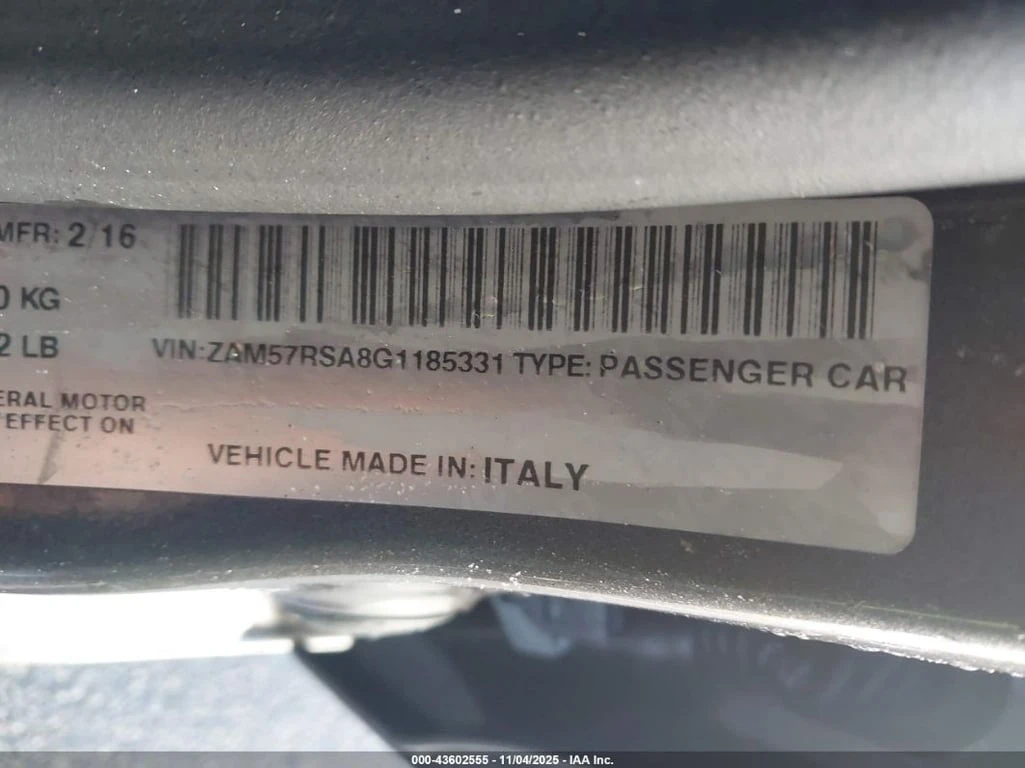 MFR: 2/16
0 KG
2 LB
VIN:ZAM57RSA8G1185331 TYPE: PASSENGER CAR
ERAL MOTOR
EFFECT ON
VEHICLE MADE IN: ITALY
000-43602555 - 11/04/2025 - IAA Inc.